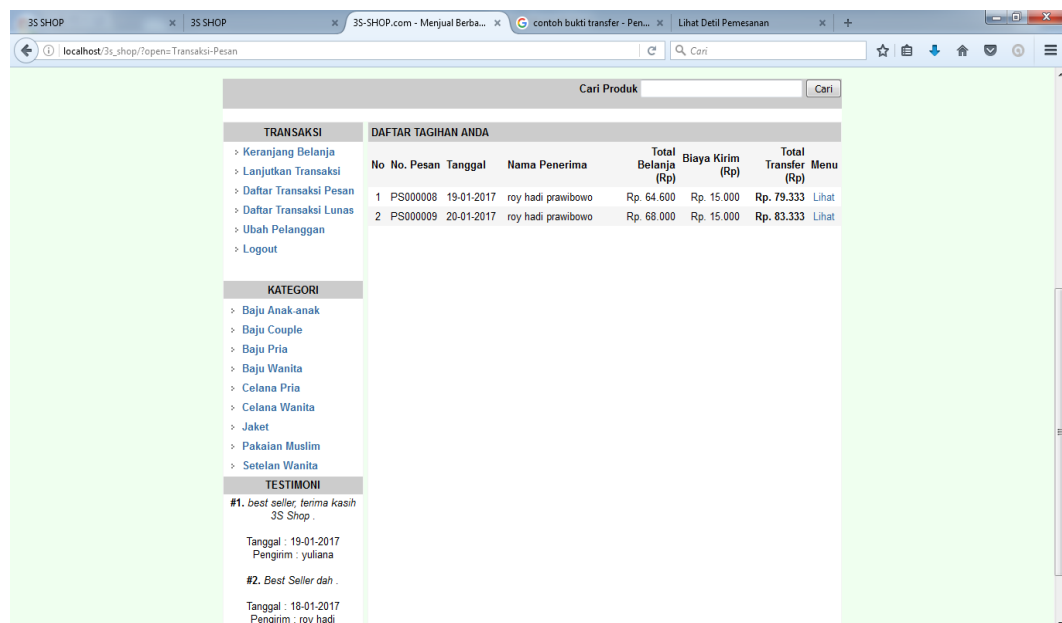 3S SHOP
3S SHOP
3S-SHOP.com - Menjual Berba...
contoh bukti transfer - Pen...
Lihat Detil Pemesanan
localhost/3s_shop/?open=Transaksi-Pesan
Cari
Cari Produk
Cari
TRANSAKSI
Keranjang Belanja
Lanjutkan Transaksi
Daftar Transaksi Pesan
Daftar Transaksi Lunas
Ubah Pelanggan
Logout
KATEGORI
Baju Anak-anak
Baju Couple
Baju Pria
Baju Wanita
Celana Pria
Celana Wanita
Jaket
Pakaian Muslim
Setelan Wanita
TESTIMONI
#1. best seller, terima kasih
3S Shop .
Tanggal : 19-01-2017
Pengirim : yuliana
#2. Best Seller dah .
Tanggal : 18-01-2017
Pengirim : roy hadi
DAFTAR TAGIHAN ANDA
No No. Pesan Tanggal Nama Penerima Total Belanja (Rp) Biaya Kirim (Rp) Total Transfer (Rp) Menu
1 PS000008 19-01-2017 roy hadi prawibowo Rp. 64.600 Rp. 15.000 Rp. 79.333 Lihat
2 PS000009 20-01-2017 roy hadi prawibowo Rp. 68.000 Rp. 15.000 Rp. 83.333 Lihat